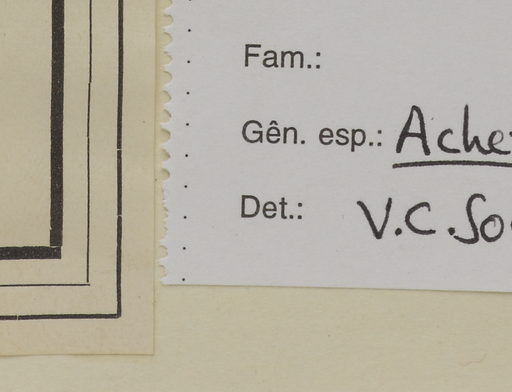 Fam.:
Gên. esp.: Ache
Det.: V.C. So